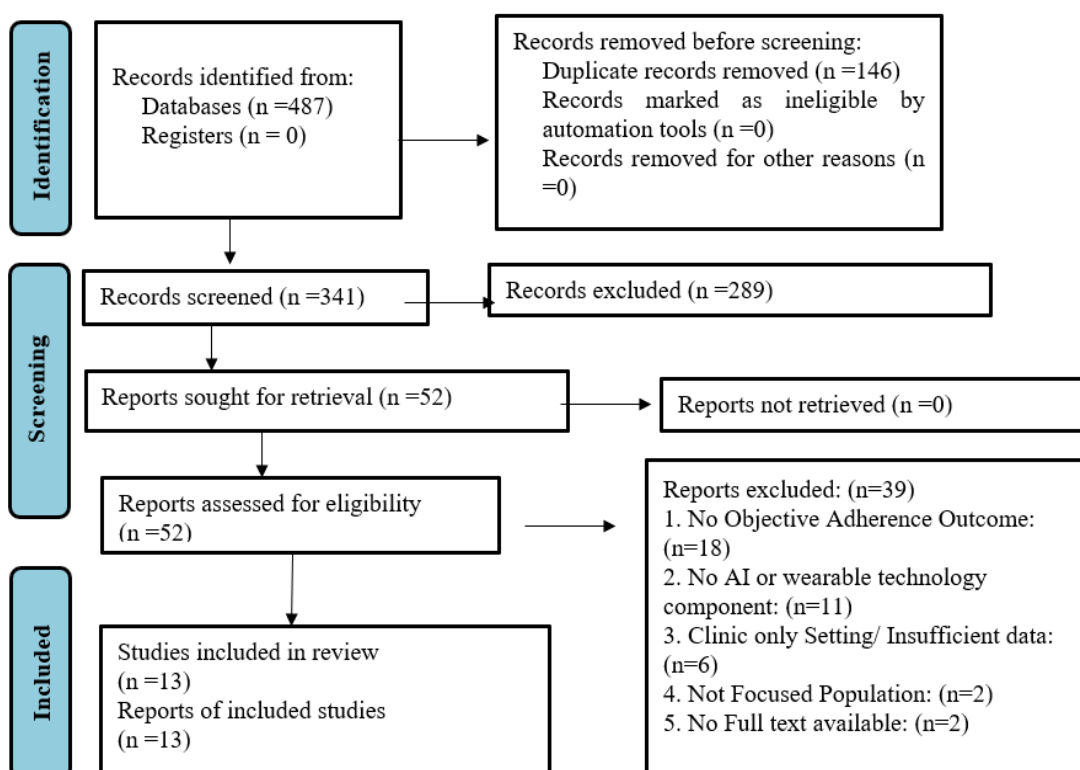 Identification
Records identified from:
Databases (n =487)
Registers (n = 0)
Records removed before screening:
Duplicate records removed (n =146)
Records marked as ineligible by
automation tools (n =0)
Records removed for other reasons (n
=0)
Screening
Records screened (n =341)
Records excluded (n =289)
Reports sought for retrieval (n =52)
Reports not retrieved (n =0)
Reports assessed for eligibility
(n =52)
Reports excluded: (n=39)
1. No Objective Adherence Outcome:
(n=18)
2. No AI or wearable technology
component: (n=11)
3. Clinic only Setting/ Insufficient data:
(n=6)
4. Not Focused Population: (n=2)
5. No Full text available: (n=2)
Included
Studies included in review
(n =13)
Reports of included studies
(n =13)